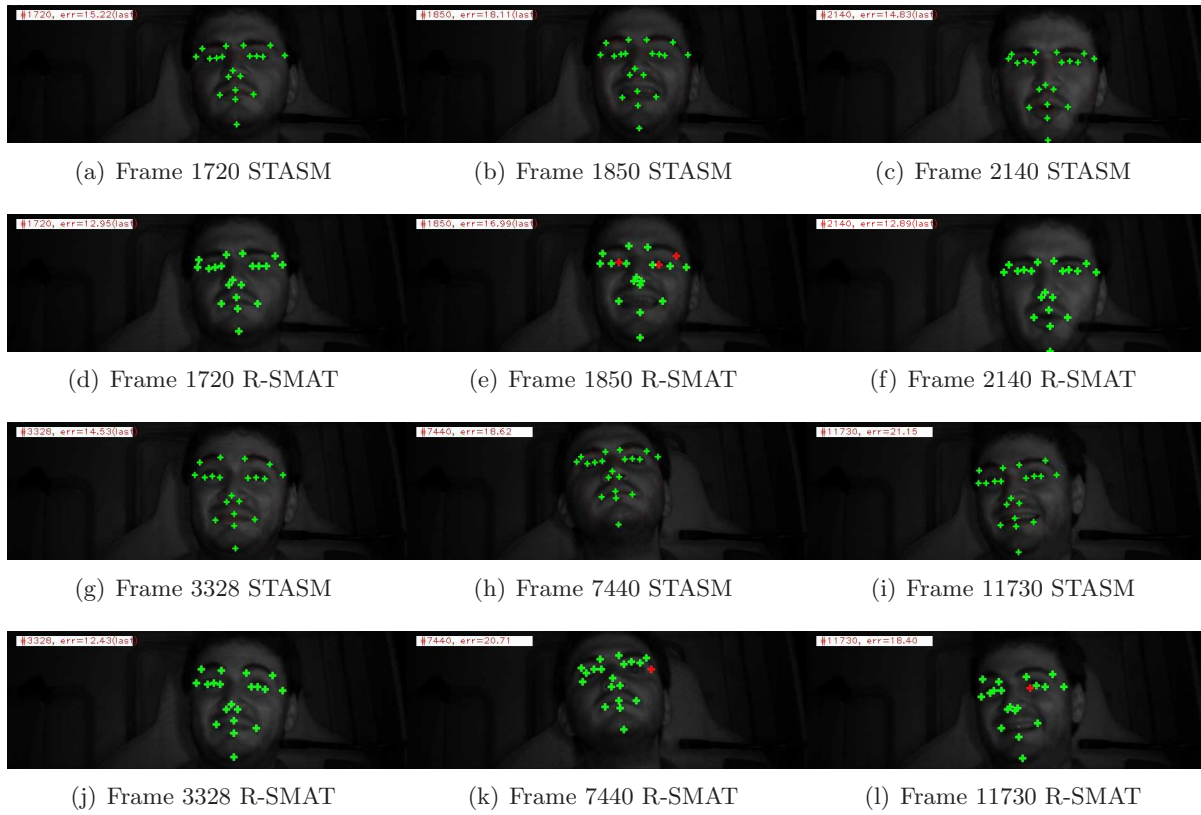 #1720, err=15.22(last)
#1850, err=18.11(last)
#2140, err=14.83(last)
(a) Frame 1720 STASM
(b) Frame 1850 STASM
(c) Frame 2140 STASM
#1720, err=12.95(last)
#1850, err=16.99(last)
#2140, err=12.89(last)
(d) Frame 1720 R-SMAT
(e) Frame 1850 R-SMAT
(f) Frame 2140 R-SMAT
#3328, err=14.53(last)
#7440, err=18.62
#11730, err=21.15
(g) Frame 3328 STASM
(h) Frame 7440 STASM
(i) Frame 11730 STASM
#3328, err=12.43(last)
#7440, err=20.71
#11730, err=18.40
(j) Frame 3328 R-SMAT
(k) Frame 7440 R-SMAT
(l) Frame 11730 R-SMAT